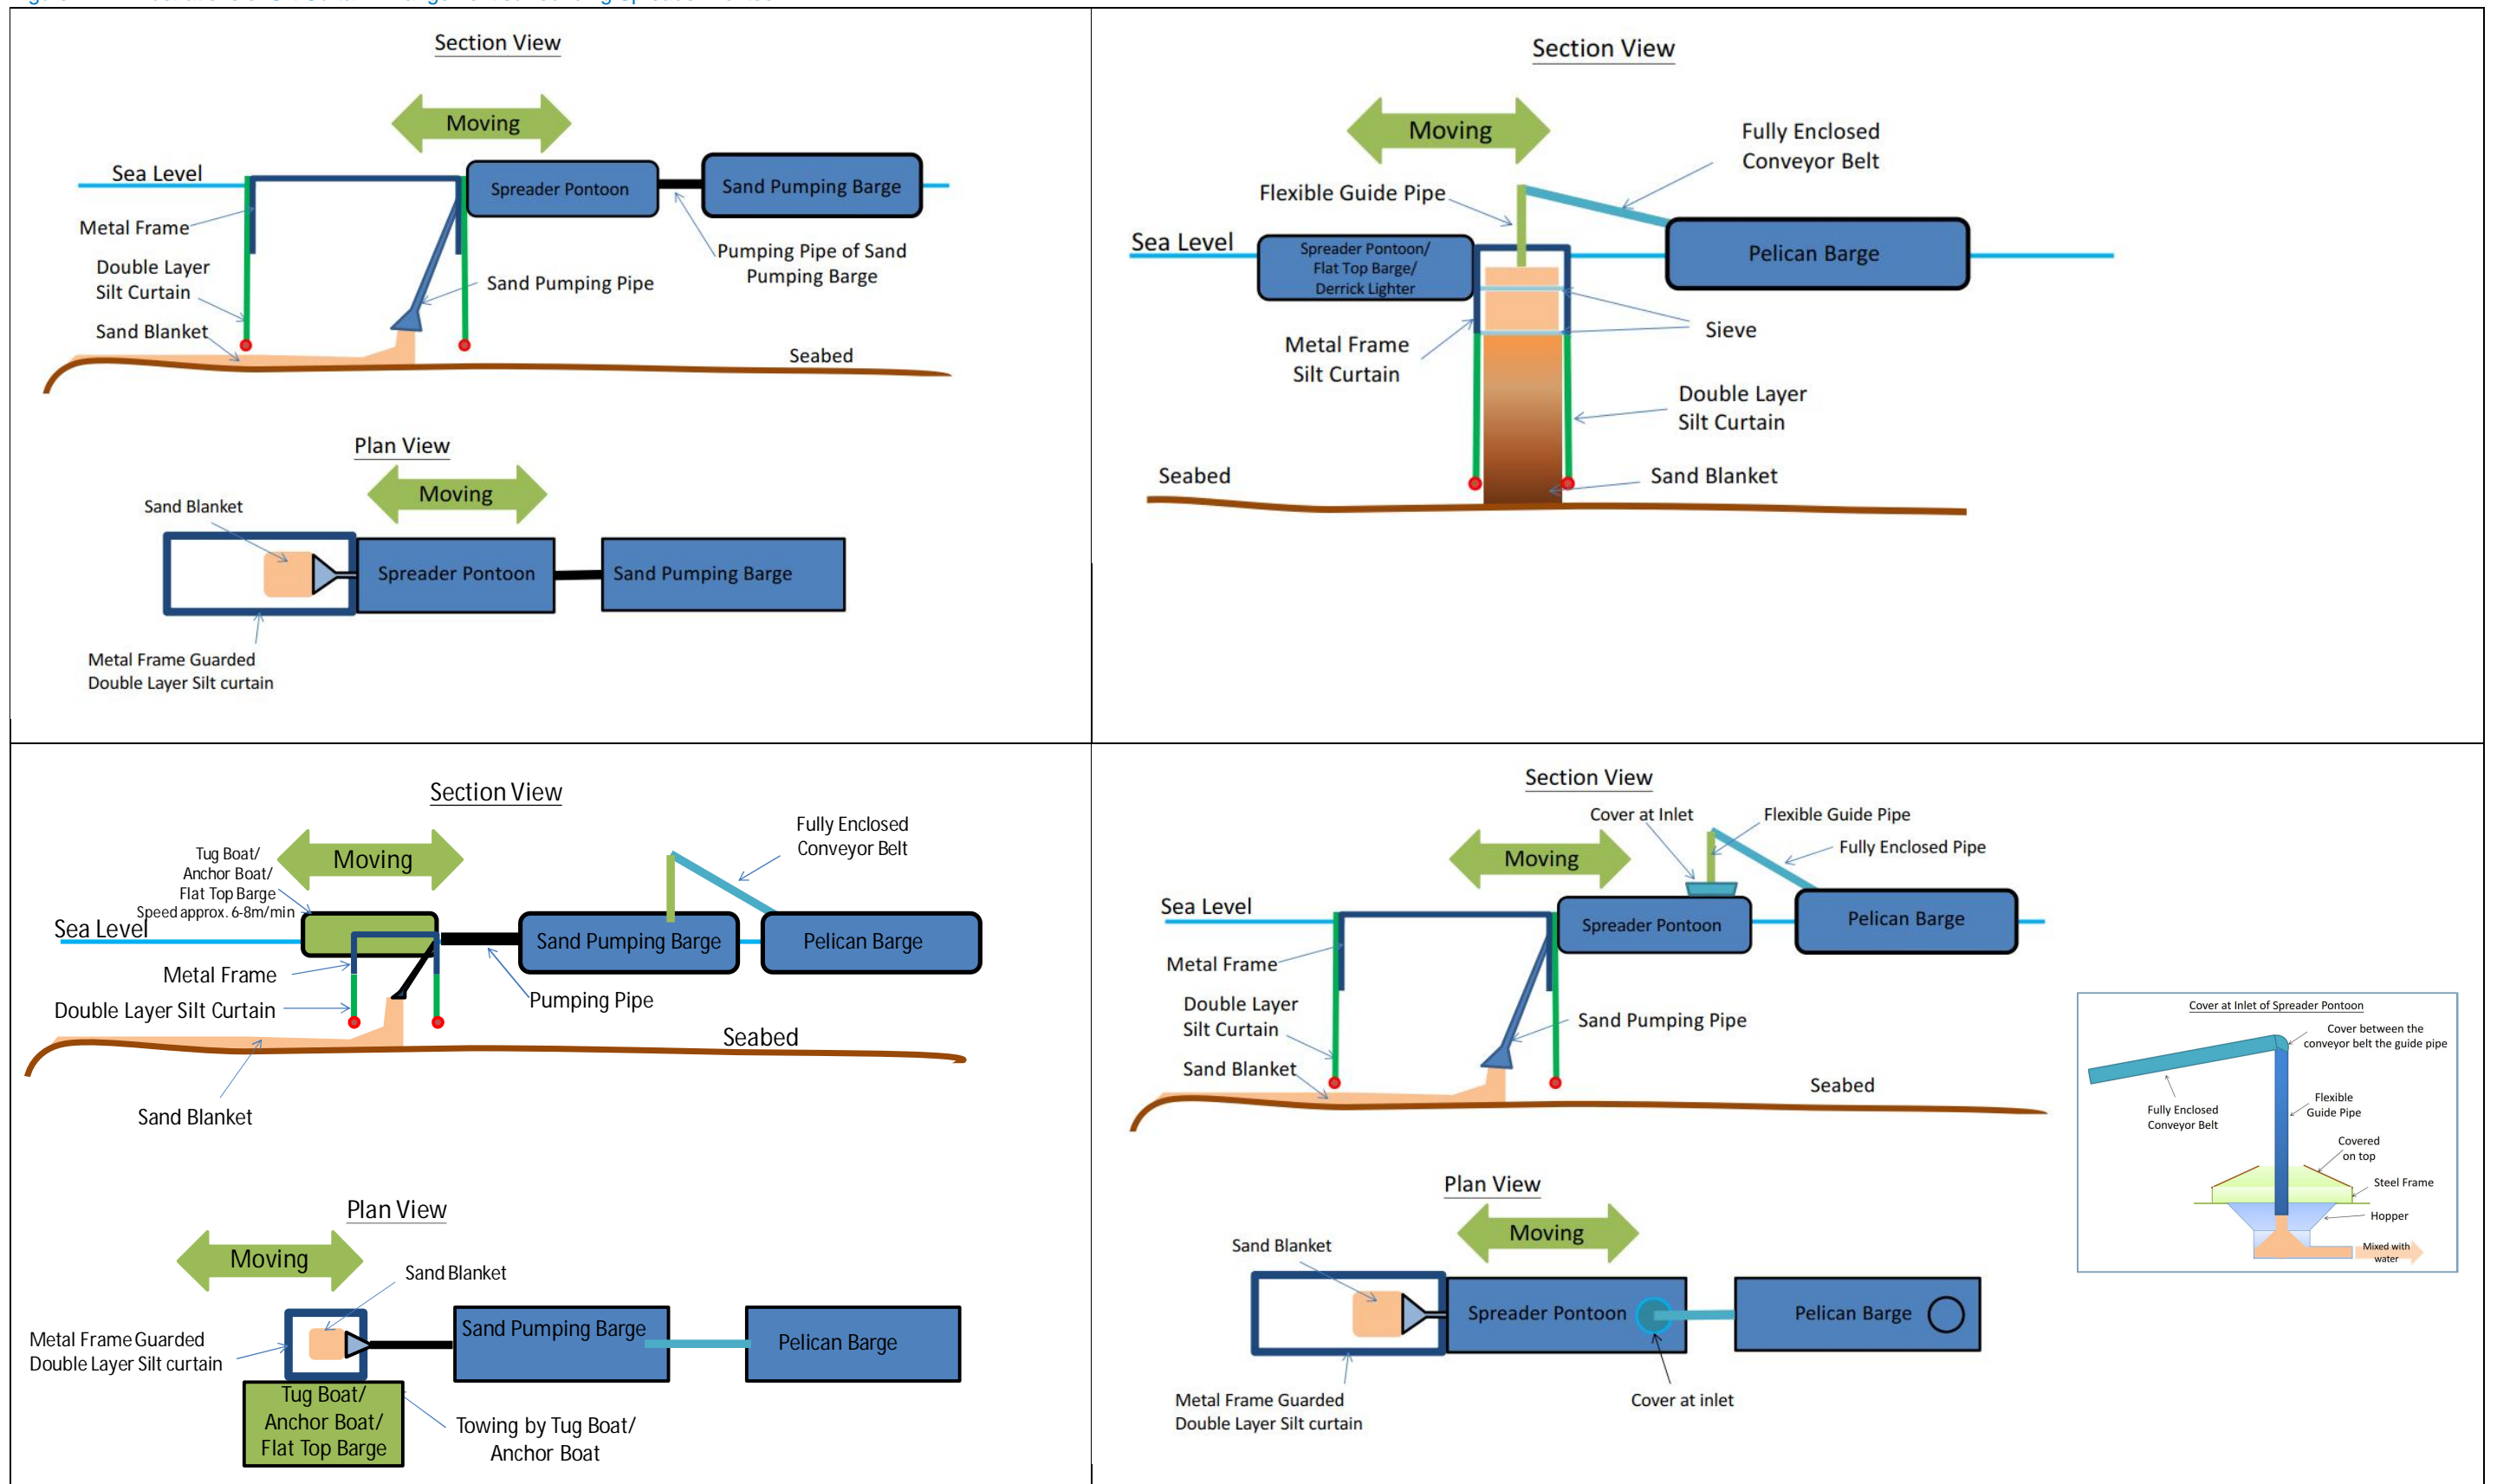 Section View
Moving
Sea Level
Spreader Pontoon
Sand Pumping Barge
Metal Frame
Double Layer
Silt Curtain
Pumping Pipe of Sand
Pumping Barge
Sand Pumping Pipe
Sand Blanket
Seabed
Plan View
Moving
Sand Blanket
Spreader Pontoon
Sand Pumping Barge
Metal Frame Guarded
Double Layer Silt curtain
Section View
Moving
Fully Enclosed
Conveyor Belt
Flexible Guide Pipe
Sea Level
Spreader Pontoon/
Flat Top Barge/
Derrick Lighter
Pelican Barge
Sieve
Metal Frame
Silt Curtain
Double Layer
Silt Curtain
Seabed
Sand Blanket
Section View
Moving
Fully Enclosed
Conveyor Belt
Tug Boat/
Anchor Boat/
Flat Top Barge
Speed approx. 6-8m/min
Sea Level
Sand Pumping Barge
Pelican Barge
Metal Frame
Pumping Pipe
Double Layer Silt Curtain
Seabed
Sand Blanket
Plan View
Moving
Sand Blanket
Metal Frame Guarded
Double Layer Silt curtain
Sand Pumping Barge
Pelican Barge
Tug Boat/
Anchor Boat/
Flat Top Barge
Towing by Tug Boat/
Anchor Boat
Section View
Cover at Inlet
Flexible Guide Pipe
Moving
Fully Enclosed Pipe
Sea Level
Spreader Pontoon
Pelican Barge
Metal Frame
Double Layer
Silt Curtain
Sand Pumping Pipe
Sand Blanket
Seabed
Plan View
Moving
Sand Blanket
Spreader Pontoon
Pelican Barge
Metal Frame Guarded
Double Layer Silt curtain
Cover at inlet
Cover at Inlet of Spreader Pontoon
Cover between the
conveyor belt the guide pipe
Fully Enclosed
Conveyor Belt
Flexible
Guide Pipe
Covered
on top
Steel Frame
Hopper
Mixed with
water